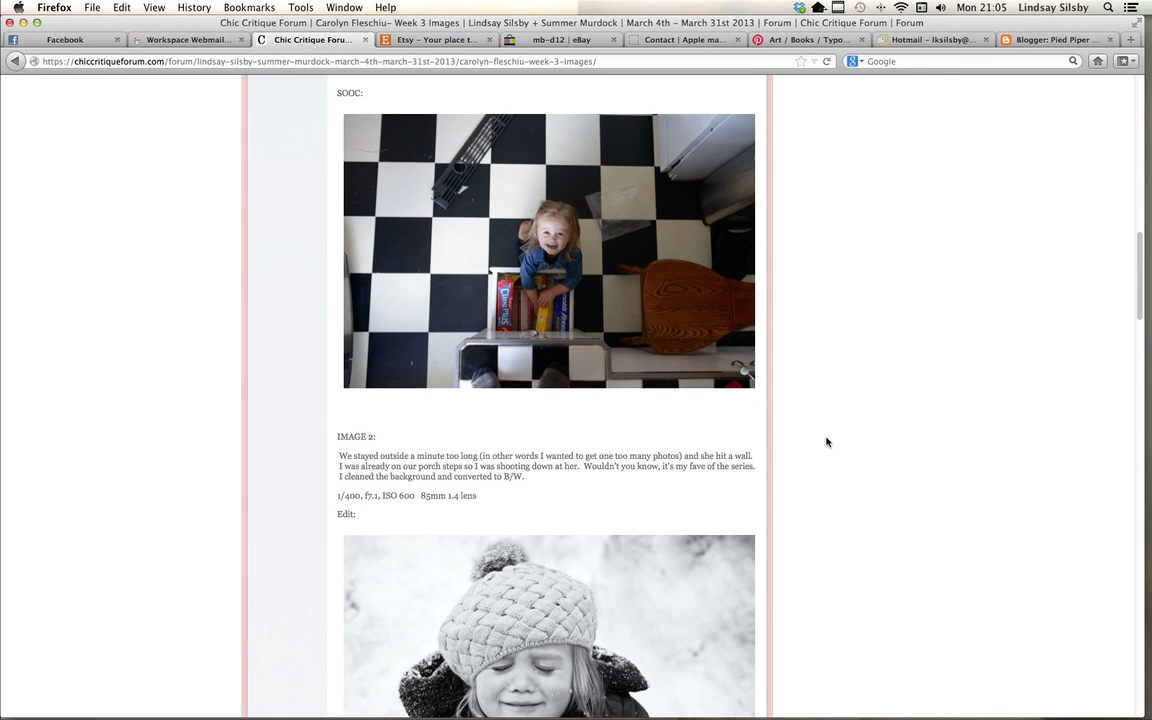 Firefox File Edit View History Bookmarks Tools Window Help Mon 21:05 Lindsay Silsby
Chic Critique Forum | Carolyn Fleschiu– Week 3 Images | Lindsay Silsby + Summer Murdock | March 4th – March 31st 2013 | Forum | Chic Critique Forum | Forum
Facebook Workspace Webmail... Chic Critique Foru... Etsy – Your place t... mb-d12 | eBay Contact | Apple ma... Art / Books / Typo... Hotmail – lksilsby@... Blogger: Pied Piper ...
https://chiccritiqueforum.com/forum/lindsay-silsby-summer-murdock-march-4th-march-31st-2013/carolyn-fleschiu-week-3-images/ Google
SOOC:
IMAGE 2:
We stayed outside a minute too long (in other words I wanted to get one too many photos) and she hit a wall.
I was already on our porch steps so I was shooting down at her. Wouldn't you know, it's my fave of the series.
I cleaned the background and converted to B/W.
1/400, f7.1, ISO 600 85mm 1.4 lens
Edit: